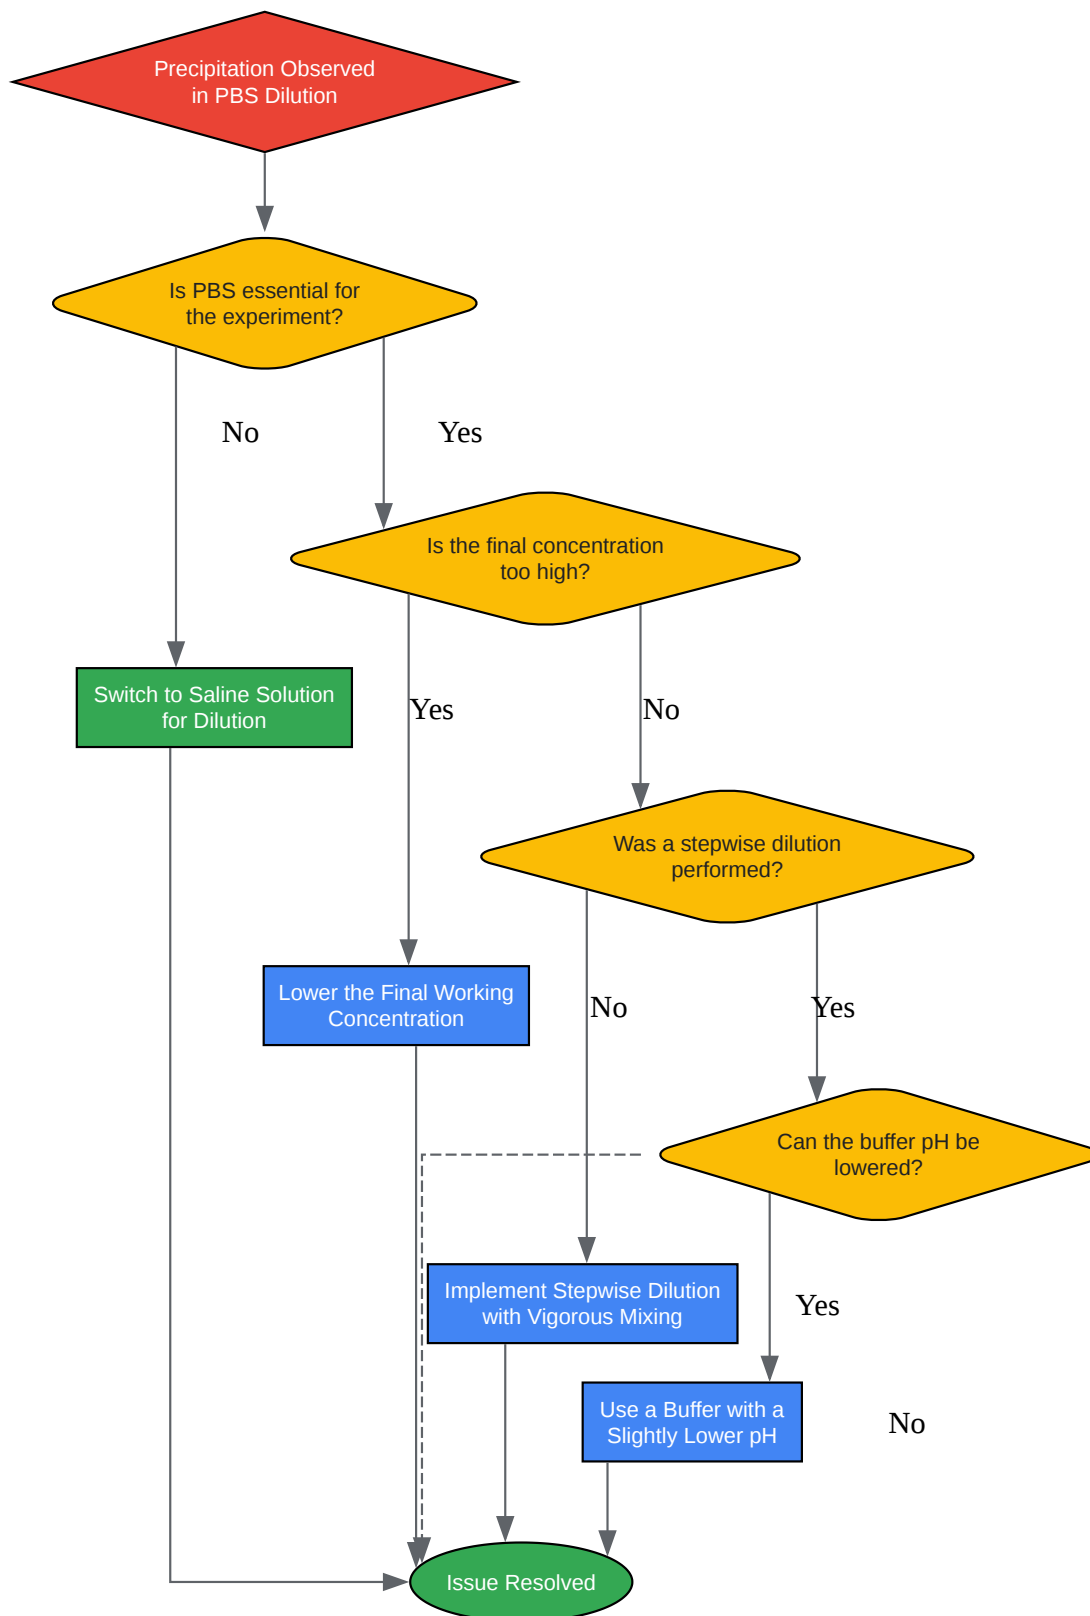 Precipitation Observed
in PBS Dilution
Is PBS essential for
the experiment?
No
Yes
Is the final concentration
too high?
Switch to Saline Solution
for Dilution
Yes
No
Was a stepwise dilution
performed?
Lower the Final Working
Concentration
No
Yes
Can the buffer pH be
lowered?
Implement Stepwise Dilution
with Vigorous Mixing
Yes
Use a Buffer with a
Slightly Lower pH
No
Issue Resolved